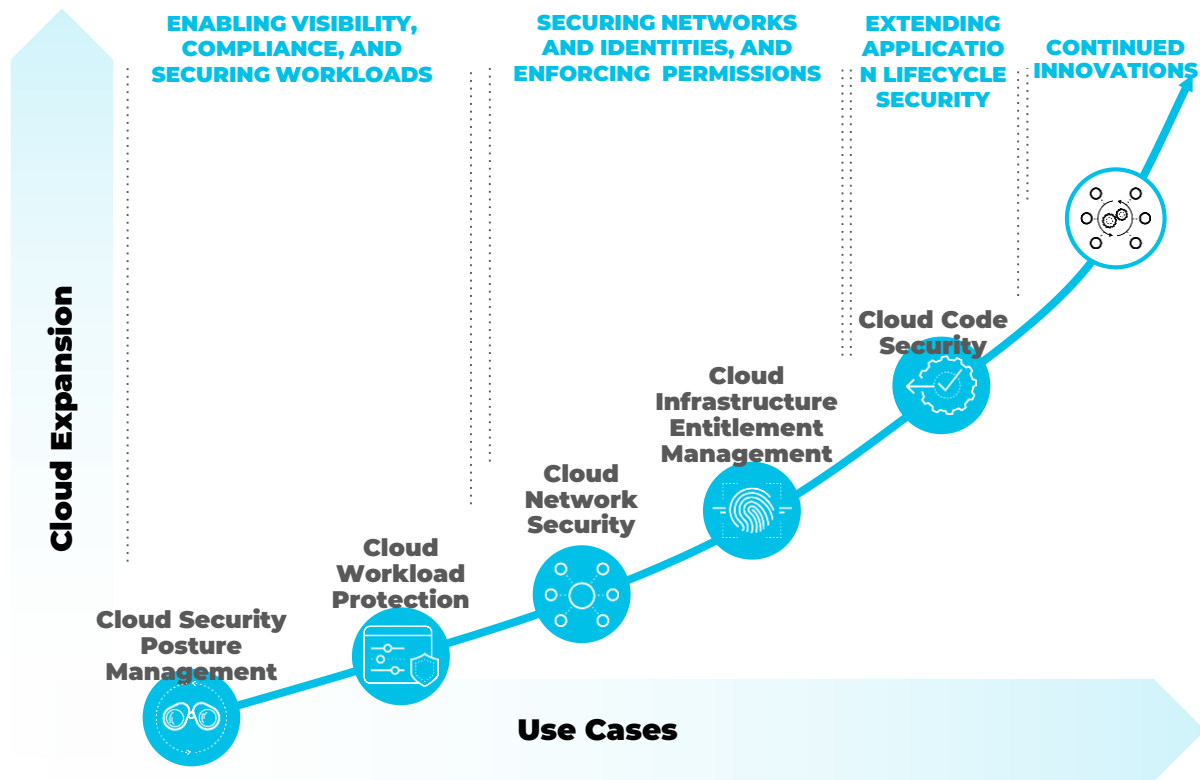 ENABLING VISIBILITY,
COMPLIANCE, AND
SECURING WORKLOADS
SECURING NETWORKS
AND IDENTITIES, AND
ENFORCING PERMISSIONS
EXTENDING
APPLICATIO
N LIFECYCLE
SECURITY
CONTINUED
INNOVATIONS
Cloud Expansion
Cloud Security
Posture
Management
Cloud
Workload
Protection
Cloud
Network
Security
Cloud
Infrastructure
Entitlement
Management
Cloud Code
Security
Use Cases